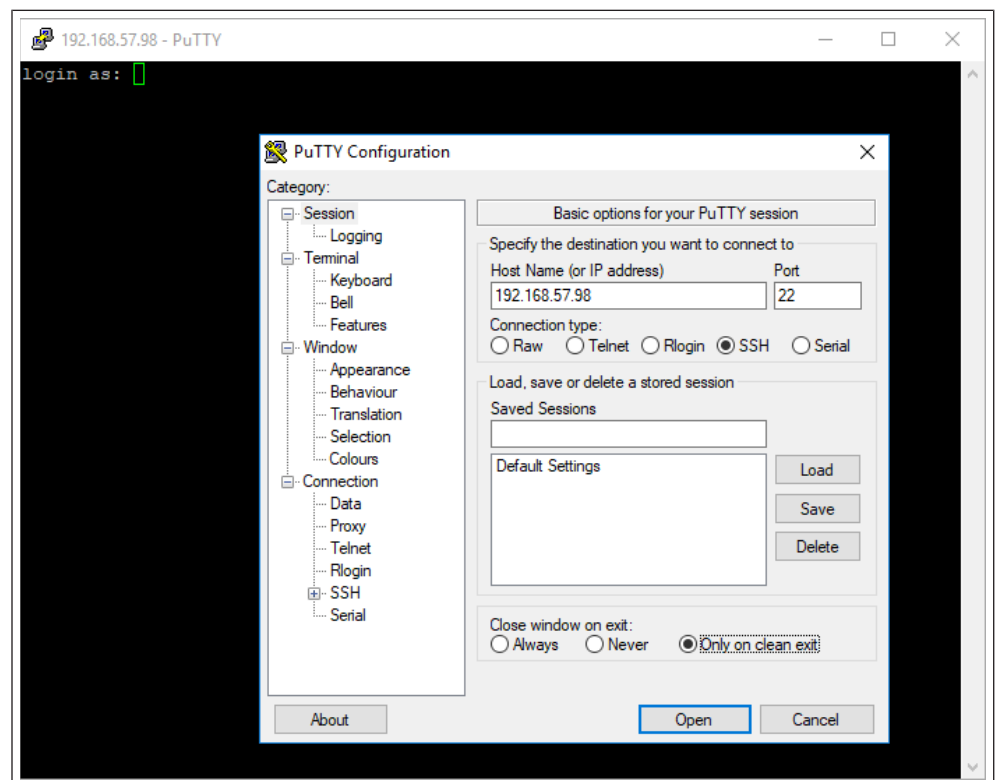 192.168.57.98 - PuTTY
login as:
PuTTY Configuration
Category:
Session
Logging
Terminal
Keyboard
Bell
Features
Window
Appearance
Behaviour
Translation
Selection
Colours
Connection
Data
Proxy
Telnet
Rlogin
SSH
Serial
Basic options for your PuTTY session
Specify the destination you want to connect to
Host Name (or IP address) Port
192.168.57.98 22
Connection type:
Raw Telnet Rlogin SSH Serial
Load, save or delete a stored session
Saved Sessions
Default Settings
Load
Save
Delete
Close window on exit:
Always Never Only on clean exit
About Open Cancel